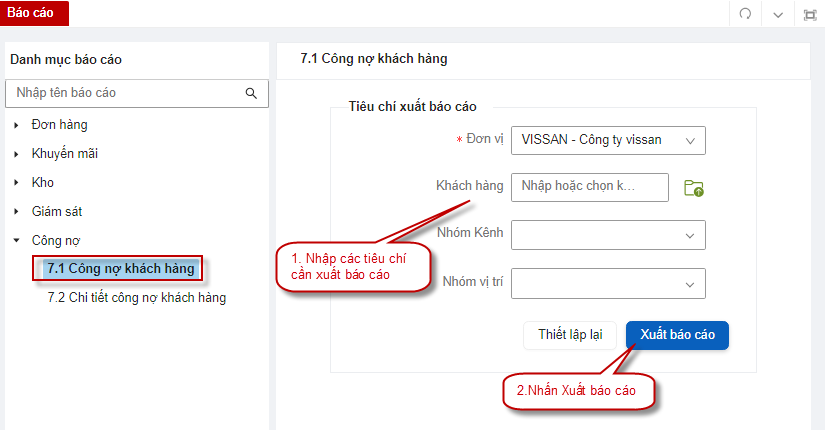 Báo cáo
Danh mục báo cáo
Nhập tên báo cáo
Đơn hàng
Khuyến mãi
Kho
Giám sát
Công nợ
7.1 Công nợ khách hàng
7.2 Chi tiết công nợ khách hàng
7.1 Công nợ khách hàng
Tiêu chí xuất báo cáo
* Đơn vị
VISSAN - Công ty vissan
Khách hàng
Nhập hoặc chọn k...
Nhóm Kênh
1. Nhập các tiêu chí
cần xuất báo cáo
Nhóm vị trí
Thiết lập lại
Xuất báo cáo
2.Nhấn Xuất báo cáo